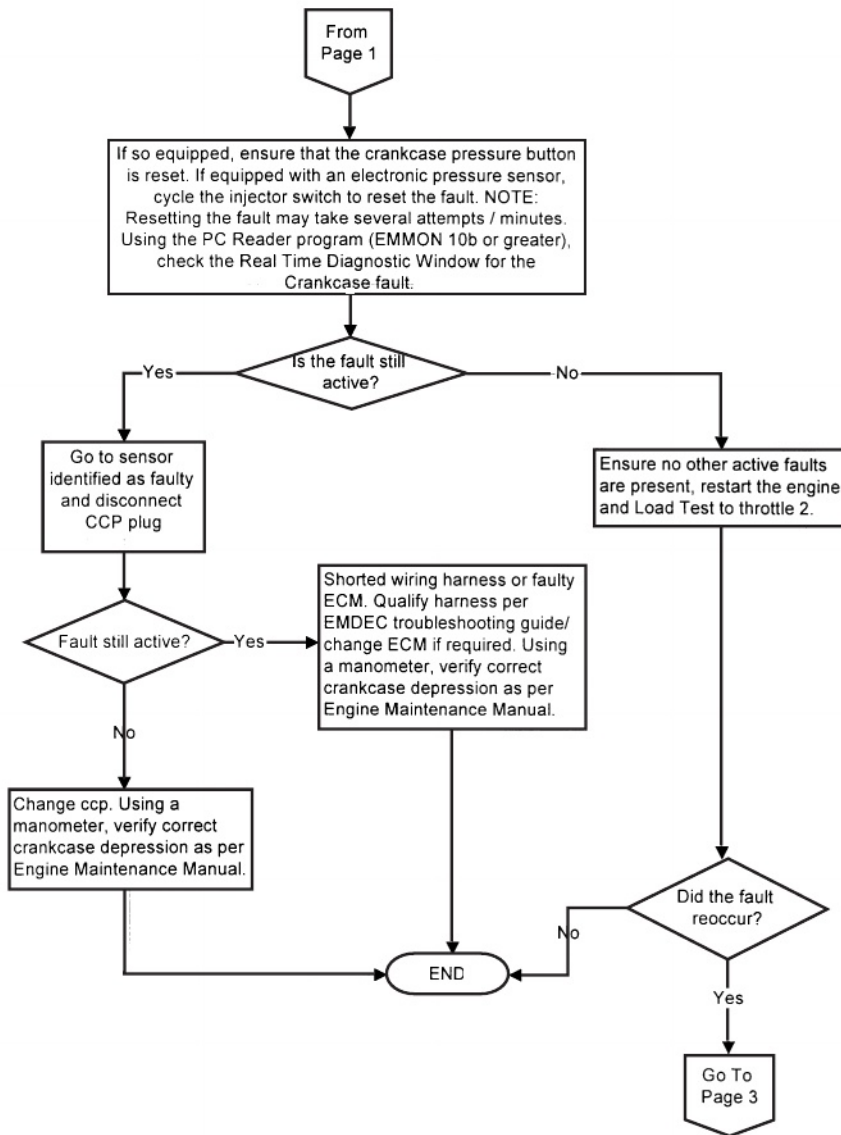 From
Page 1
If so equipped, ensure that the crankcase pressure button
is reset. If equipped with an electronic pressure sensor,
cycle the injector switch to reset the fault. NOTE:
Resetting the fault may take several attempts / minutes.
Using the PC Reader program (EMMON 10b or greater),
check the Real Time Diagnostic Window for the
Crankcase fault.
Is the fault still
active?
Yes
No
Go to sensor
identified as faulty
and disconnect
CCP plug
Ensure no other active faults
are present, restart the engine
and Load Test to throttle 2.
Fault still active?
Yes
Shorted wiring harness or faulty
ECM. Qualify harness per
EMDEC troubleshooting guide/
change ECM if required. Using
a manometer, verify correct
crankcase depression as per
Engine Maintenance Manual.
No
Change ccp. Using a
manometer, verify correct
crankcase depression as per
Engine Maintenance Manual.
Did the fault
reoccur?
No
END
Yes
Go To
Page 3